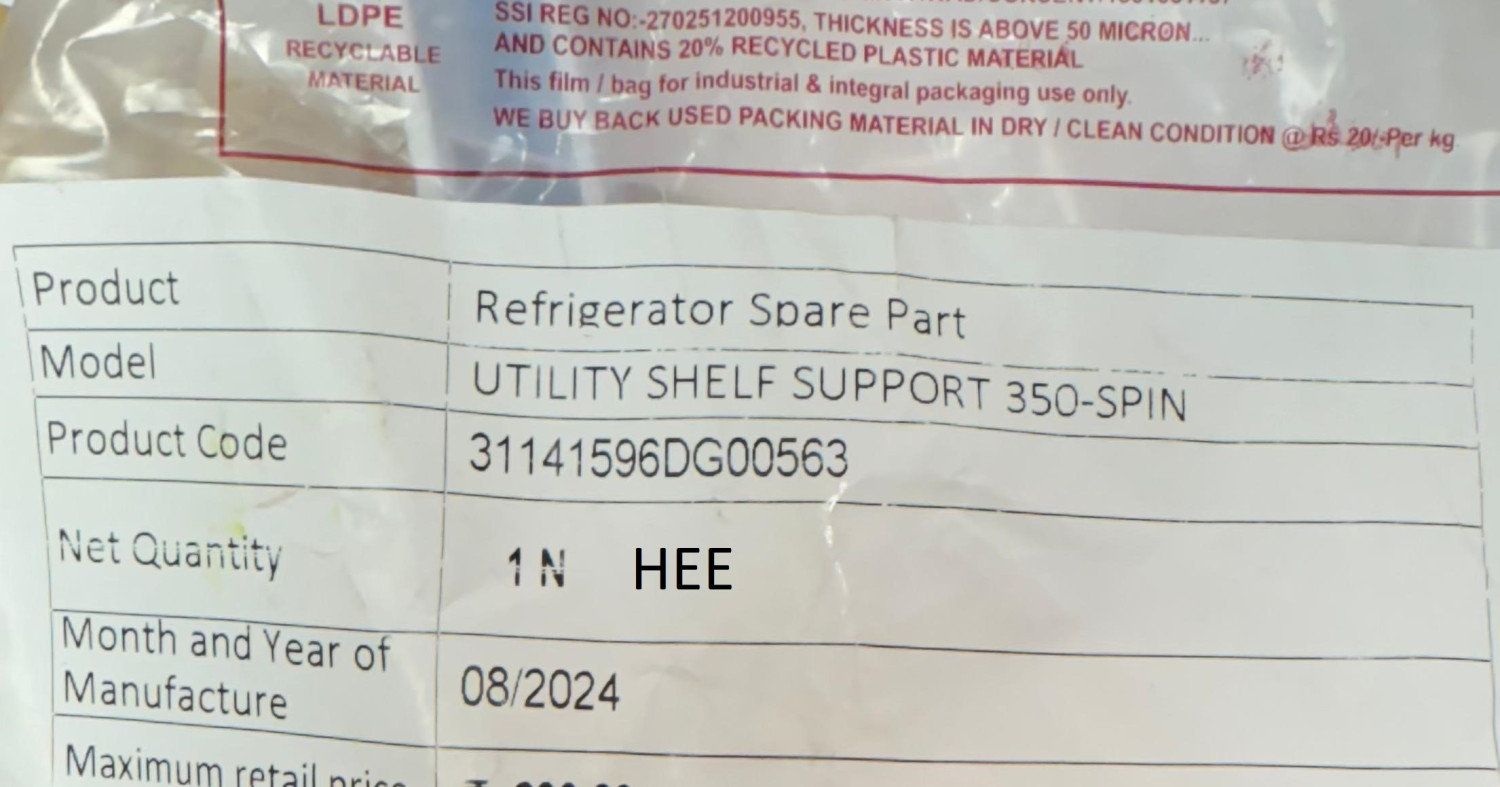 LDPE
RECYCLABLE
MATERIAL
SSI REG NO:-270251200955, THICKNESS IS ABOVE 50 MICRON...
AND CONTAINS 20% RECYCLED PLASTIC MATERIAL
This film / bag for industrial & integral packaging use only.
WE BUY BACK USED PACKING MATERIAL IN DRY / CLEAN CONDITION @ Rs 20/-Per kg
Product Refrigerator Spare Part
Model UTILITY SHELF SUPPORT 350-SPIN
Product Code 31141596DG00563
Net Quantity 1 N HEE
Month and Year of
Manufacture 08/2024
Maximum retail price